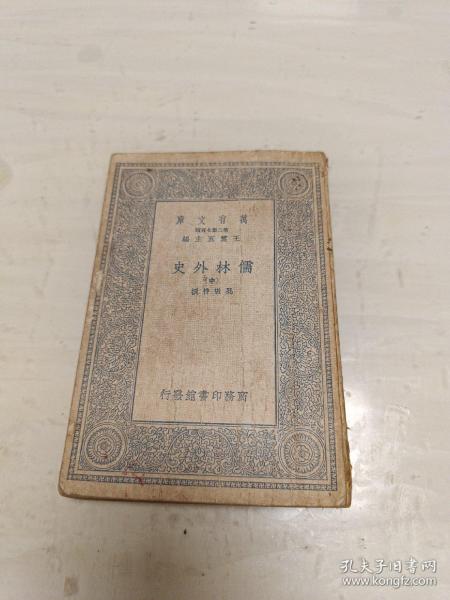 萬有文庫
第二集七百種
王雲五主編
儒林外史
(中)
吳敬梓撰
商務印書館發行
孔夫子旧书网
www.kongfz.com